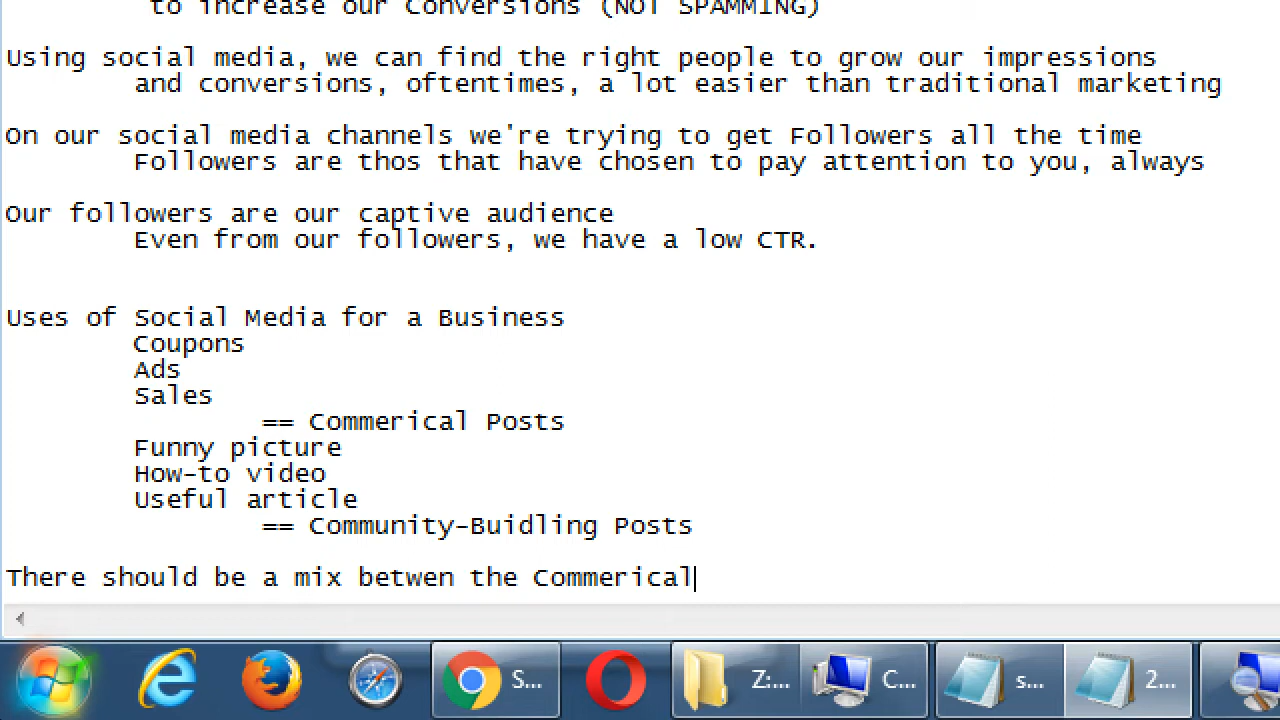 to increase our Conversions (NOT SPAMMING)
Using social media, we can find the right people to grow our impressions
and conversions, oftentimes, a lot easier than traditional marketing
On our social media channels we're trying to get Followers all the time
Followers are thos that have chosen to pay attention to you, always
Our followers are our captive audience
Even from our followers, we have a low CTR.
Uses of Social Media for a Business
Coupons
Ads
Sales
== Commerical Posts
Funny picture
How-to video
Useful article
== Community-Buidling Posts
There should be a mix betwen the Commerical
S... Z:... C... s... 2...